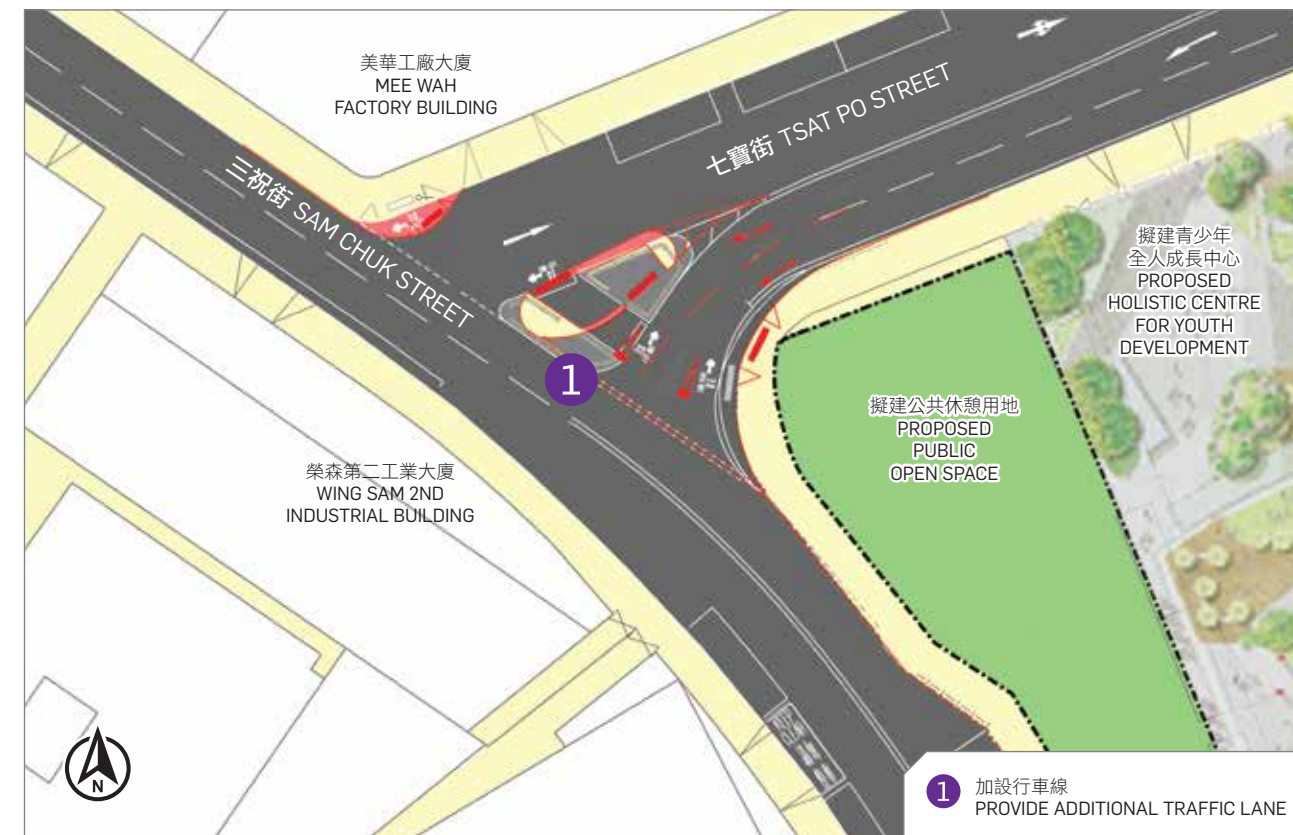 美華工廠大廈
MEE WAH
FACTORY BUILDING
七寶街 TSAT PO STREET
三祝街 SAM CHUK STREET
擬建青少年
全人成長中心
PROPOSED
HOLISTIC CENTRE
FOR YOUTH
DEVELOPMENT
1
擬建公共休憩用地
PROPOSED
PUBLIC
OPEN SPACE
榮森第二工業大廈
WING SAM 2ND
INDUSTRIAL BUILDING
N
1 加設行車線
PROVIDE ADDITIONAL TRAFFIC LANE